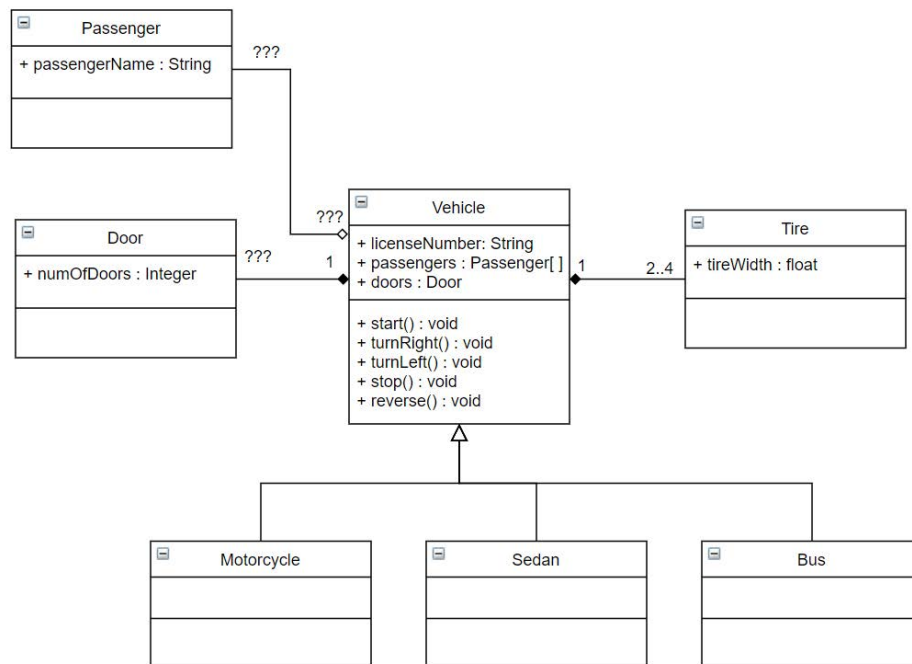 Passenger
+ passengerName : String
???
???
Door
+ numOfDoors : Integer
???
1
Vehicle
+ licenseNumber: String
+ passengers : Passenger[ ]
+ doors : Door
+ start() : void
+ turnRight() : void
+ turnLeft() : void
+ stop() : void
+ reverse() : void
1
2..4
Tire
+ tireWidth : float
Motorcycle
Sedan
Bus